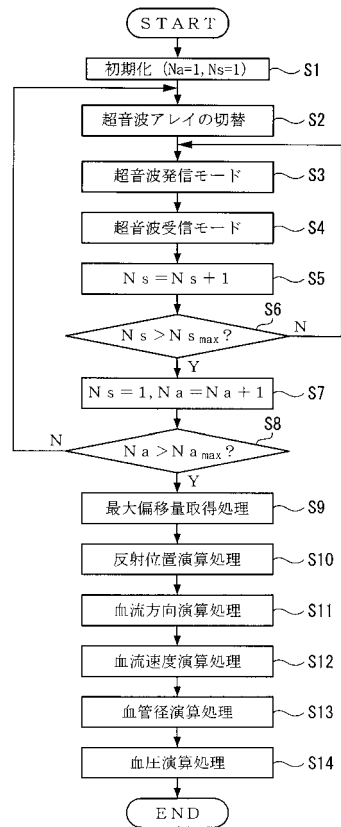 START
初期化 (Na=1,Ns=1) S1
超音波アレイの切替 S2
超音波発信モード S3
超音波受信モード S4
Ns=Ns+1 S5
S6
Ns>Nsmax? N
Y
Ns=1,Na=Na+1 S7
S8
N Na>Namax?
Y
最大偏移量取得処理 S9
反射位置演算処理 S10
血流方向演算処理 S11
血流速度演算処理 S12
血管径演算処理 S13
血圧演算処理 S14
END